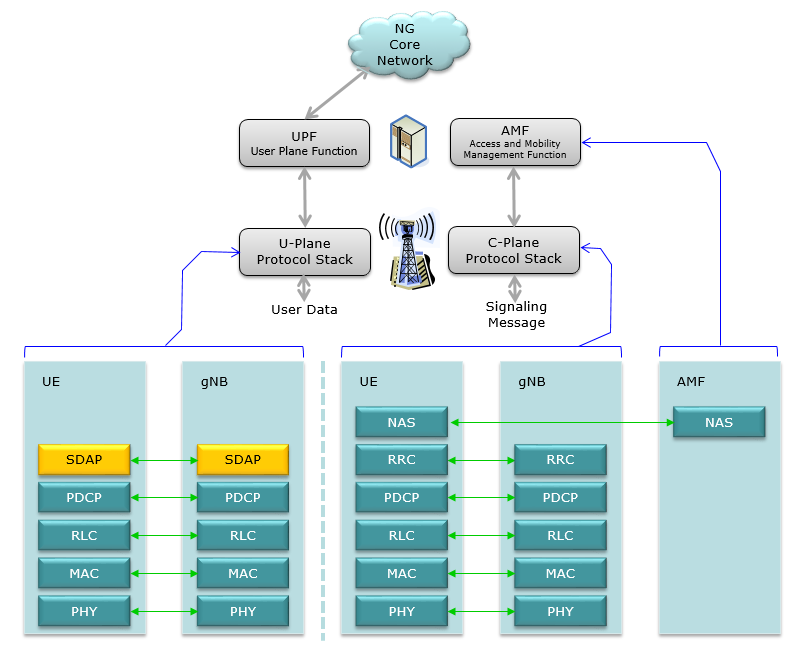 NG
Core
Network
UPF
User Plane Function
AMF
Access and Mobility
Management Function
U-Plane
Protocol Stack
C-Plane
Protocol Stack
User Data
Signaling
Message
UE
gNB
UE
gNB
AMF
NAS
NAS
SDAP
SDAP
RRC
RRC
PDCP
PDCP
PDCP
PDCP
RLC
RLC
RLC
RLC
MAC
MAC
MAC
MAC
PHY
PHY
PHY
PHY